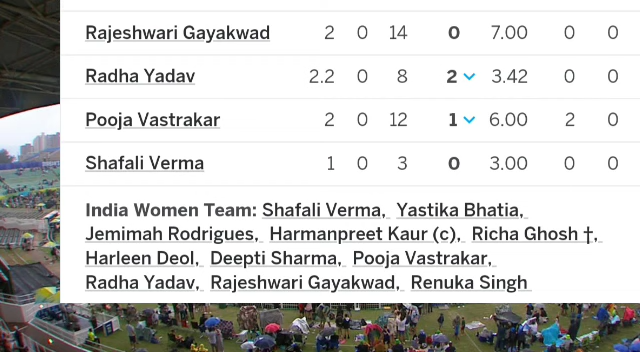 Rajeshwari Gayakwad 2 0 14 0 7.00 0 0
Radha Yadav 2.2 0 8 2 3.42 0 0
Pooja Vastrakar 2 0 12 1 6.00 2 0
Shafali Verma 1 0 3 0 3.00 0 0
India Women Team: Shafali Verma, Yastika Bhatia,
Jemimah Rodrigues, Harmanpreet Kaur (c), Richa Ghosh †,
Harleen Deol, Deepti Sharma, Pooja Vastrakar,
Radha Yadav, Rajeshwari Gayakwad, Renuka Singh